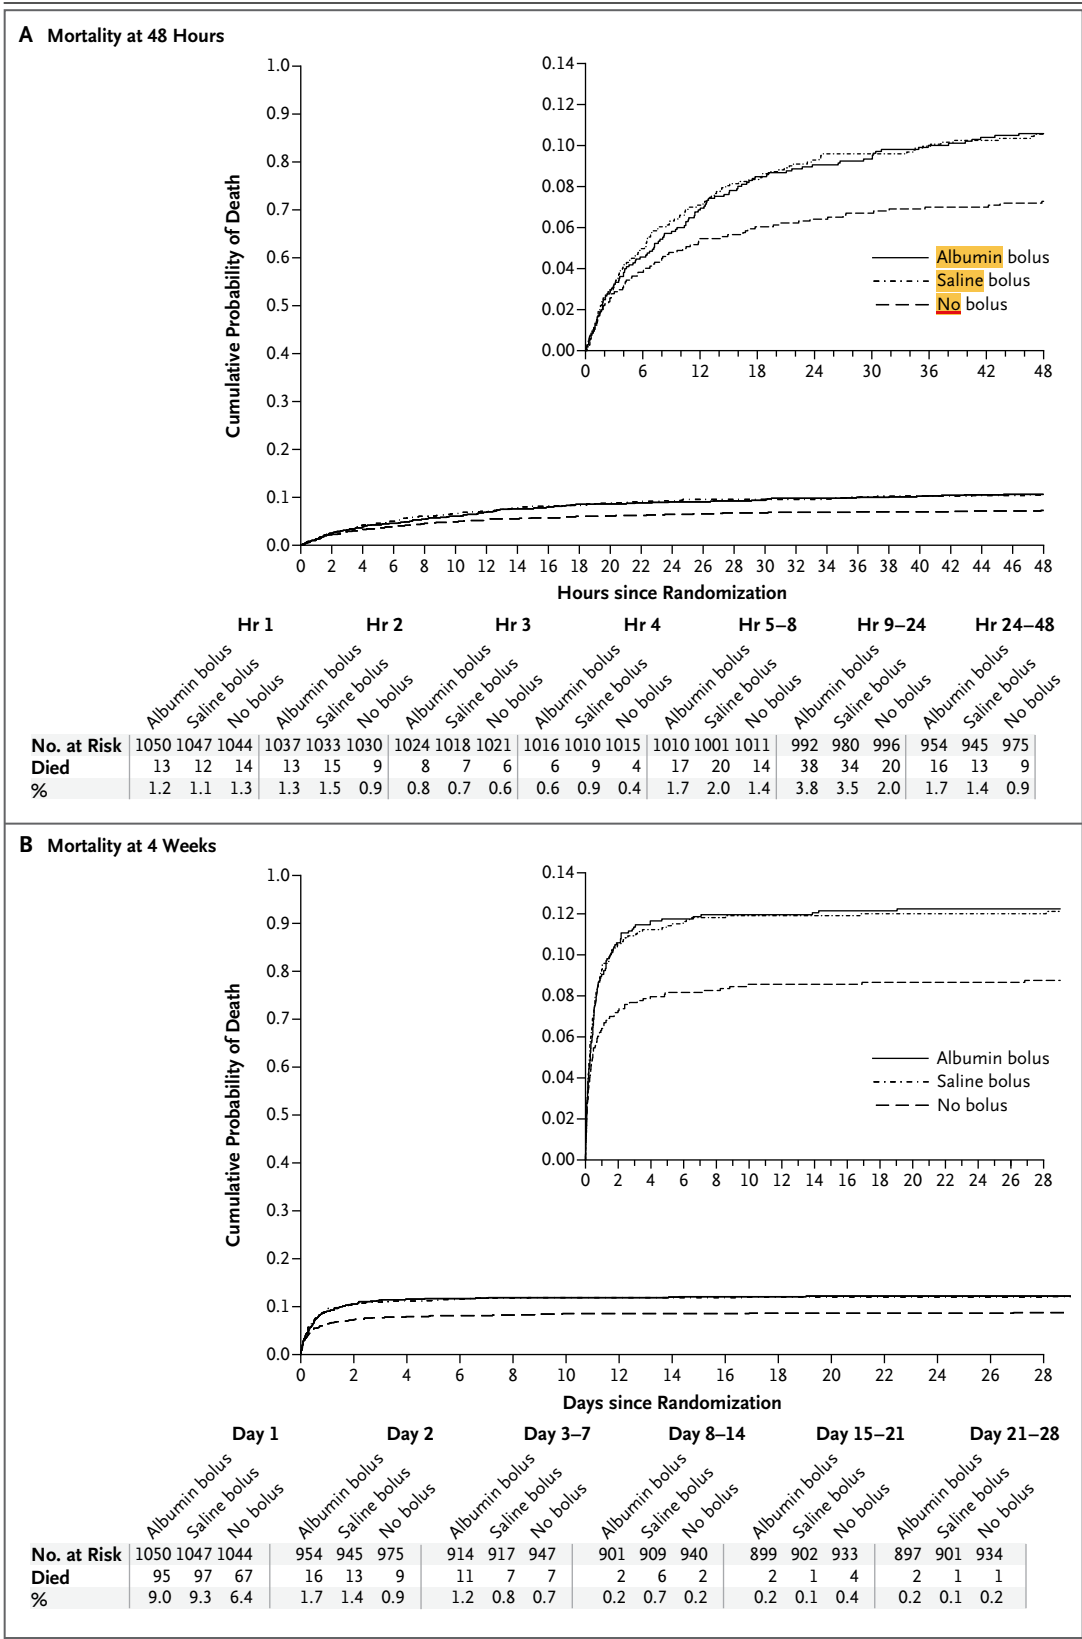 A Mortality at 48 Hours
Cumulative Probability of Death
1.0
0.9
0.8
0.7
0.6
0.5
0.4
0.3
0.2
0.1
0.0
0 2 4 6 8 10 12 14 16 18 20 22 24 26 28 30 32 34 36 38 40 42 44 46 48
Hours since Randomization
0.14
0.12
0.10
0.08
0.06
0.04
0.02
0.00
0 6 12 18 24 30 36 42 48
Albumin bolus
Saline bolus
No bolus
Hr 1 Hr 2 Hr 3 Hr 4 Hr 5–8 Hr 9–24 Hr 24–48
Albumin bolus Saline bolus No bolus Albumin bolus Saline bolus No bolus Albumin bolus Saline bolus No bolus Albumin bolus Saline bolus No bolus Albumin bolus Saline bolus No bolus Albumin bolus Saline bolus No bolus Albumin bolus Saline bolus No bolus
No. at Risk 1050 1047 1044 1037 1033 1030 1024 1018 1021 1016 1010 1015 1010 1001 1011 992 980 996 954 945 975
Died 13 12 14 13 15 9 8 7 6 6 9 4 17 20 14 38 34 20 16 13 9
% 1.2 1.1 1.3 1.3 1.5 0.9 0.8 0.7 0.6 0.6 0.9 0.4 1.7 2.0 1.4 3.8 3.5 2.0 1.7 1.4 0.9
B Mortality at 4 Weeks
Cumulative Probability of Death
1.0
0.9
0.8
0.7
0.6
0.5
0.4
0.3
0.2
0.1
0.0
0 2 4 6 8 10 12 14 16 18 20 22 24 26 28
Days since Randomization
0.14
0.12
0.10
0.08
0.06
0.04
0.02
0.00
0 2 4 6 8 10 12 14 16 18 20 22 24 26 28
Albumin bolus
Saline bolus
No bolus
Day 1 Day 2 Day 3–7 Day 8–14 Day 15–21 Day 21–28
Albumin bolus Saline bolus No bolus Albumin bolus Saline bolus No bolus Albumin bolus Saline bolus No bolus Albumin bolus Saline bolus No bolus Albumin bolus Saline bolus No bolus Albumin bolus Saline bolus No bolus
No. at Risk 1050 1047 1044 954 945 975 914 917 947 901 909 940 899 902 933 897 901 934
Died 95 97 67 16 13 9 11 7 7 2 6 2 2 1 4 2 1 1
% 9.0 9.3 6.4 1.7 1.4 0.9 1.2 0.8 0.7 0.2 0.7 0.2 0.2 0.1 0.4 0.2 0.1 0.2